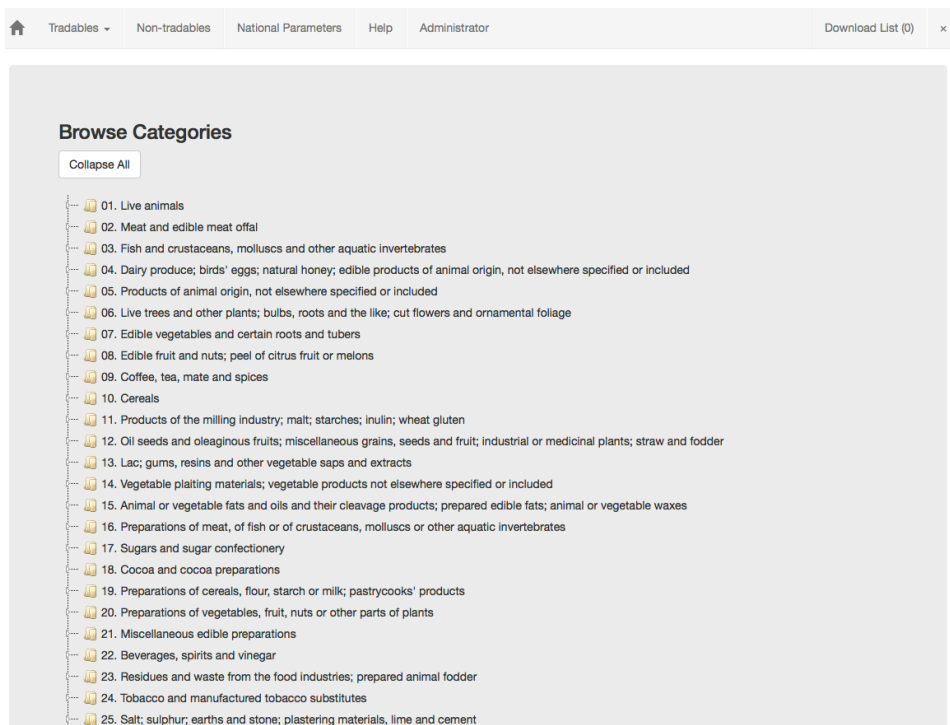 Tradables Non-tradables National Parameters Help Administrator Download List (0) ×
Browse Categories
Collapse All
01. Live animals
02. Meat and edible meat offal
03. Fish and crustaceans, molluscs and other aquatic invertebrates
04. Dairy produce; birds' eggs; natural honey; edible products of animal origin, not elsewhere specified or included
05. Products of animal origin, not elsewhere specified or included
06. Live trees and other plants; bulbs, roots and the like; cut flowers and ornamental foliage
07. Edible vegetables and certain roots and tubers
08. Edible fruit and nuts; peel of citrus fruit or melons
09. Coffee, tea, mate and spices
10. Cereals
11. Products of the milling industry; malt; starches; inulin; wheat gluten
12. Oil seeds and oleaginous fruits; miscellaneous grains, seeds and fruit; industrial or medicinal plants; straw and fodder
13. Lac; gums, resins and other vegetable saps and extracts
14. Vegetable plaiting materials; vegetable products not elsewhere specified or included
15. Animal or vegetable fats and oils and their cleavage products; prepared edible fats; animal or vegetable waxes
16. Preparations of meat, of fish or of crustaceans, molluscs or other aquatic invertebrates
17. Sugars and sugar confectionery
18. Cocoa and cocoa preparations
19. Preparations of cereals, flour, starch or milk; pastrycooks' products
20. Preparations of vegetables, fruit, nuts or other parts of plants
21. Miscellaneous edible preparations
22. Beverages, spirits and vinegar
23. Residues and waste from the food industries; prepared animal fodder
24. Tobacco and manufactured tobacco substitutes
25. Salt; sulphur; earths and stone; plastering materials, lime and cement